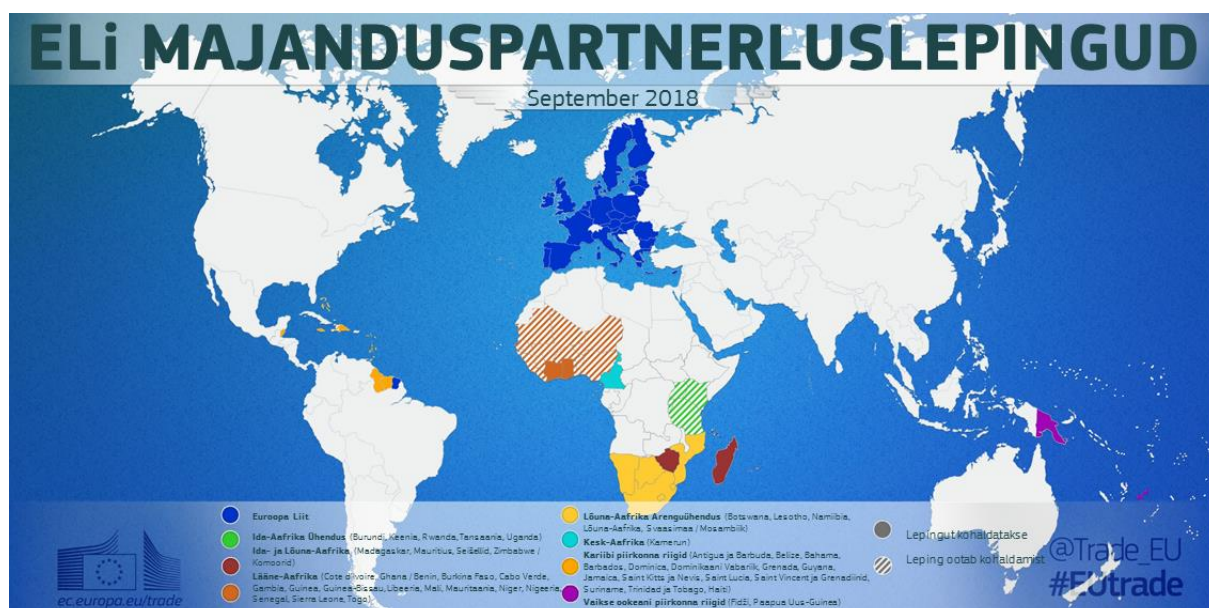 ELi MAJANDUSPARTNERLUSLEPINGUD
September 2018
Euroopa Liit
Ida-Aafrika Ühendus (Burundi, Keenia, Rwanda, Tansaania, Uganda)
Ida- ja Lõuna-Aafrika (Madagaskar, Mauritius, Seišellid, Zimbabwe /
Komoorid)
Lääne-Aafrika (Cote d'Ivoire, Ghana / Benin, Burkina Faso, Cabo Verde,
Gambia, Guinea, Guinea-Bissau, Libeeria, Mali, Mauritaania, Niger, Nigeeria,
Senegal, Sierra Leone, Togo)
Lõuna-Aafrika Arenguühendus (Botswana, Lesotho, Namiibia,
Lõuna-Aafrika, Svaasimaa / Mosambiik)
Kesk-Aafrika (Kamerun)
Kariibi piirkonna riigid (Antigua ja Barbuda, Belize, Bahama,
Barbados, Dominica, Dominikaani Vabariik, Grenada, Guyana,
Jamaica, Saint Kitts ja Nevis, Saint Lucia, Saint Vincent ja Grenadiinid,
Suriname, Trinidad ja Tobago, Haiti)
Vaikse ookeani piirkonna riigid (Fidži, Paapua Uus-Guinea)
Lepingut kohaldatakse
Leping ootab kohaldamist
@Trade_EU
#EUtrade
ec.europa.eu/trade